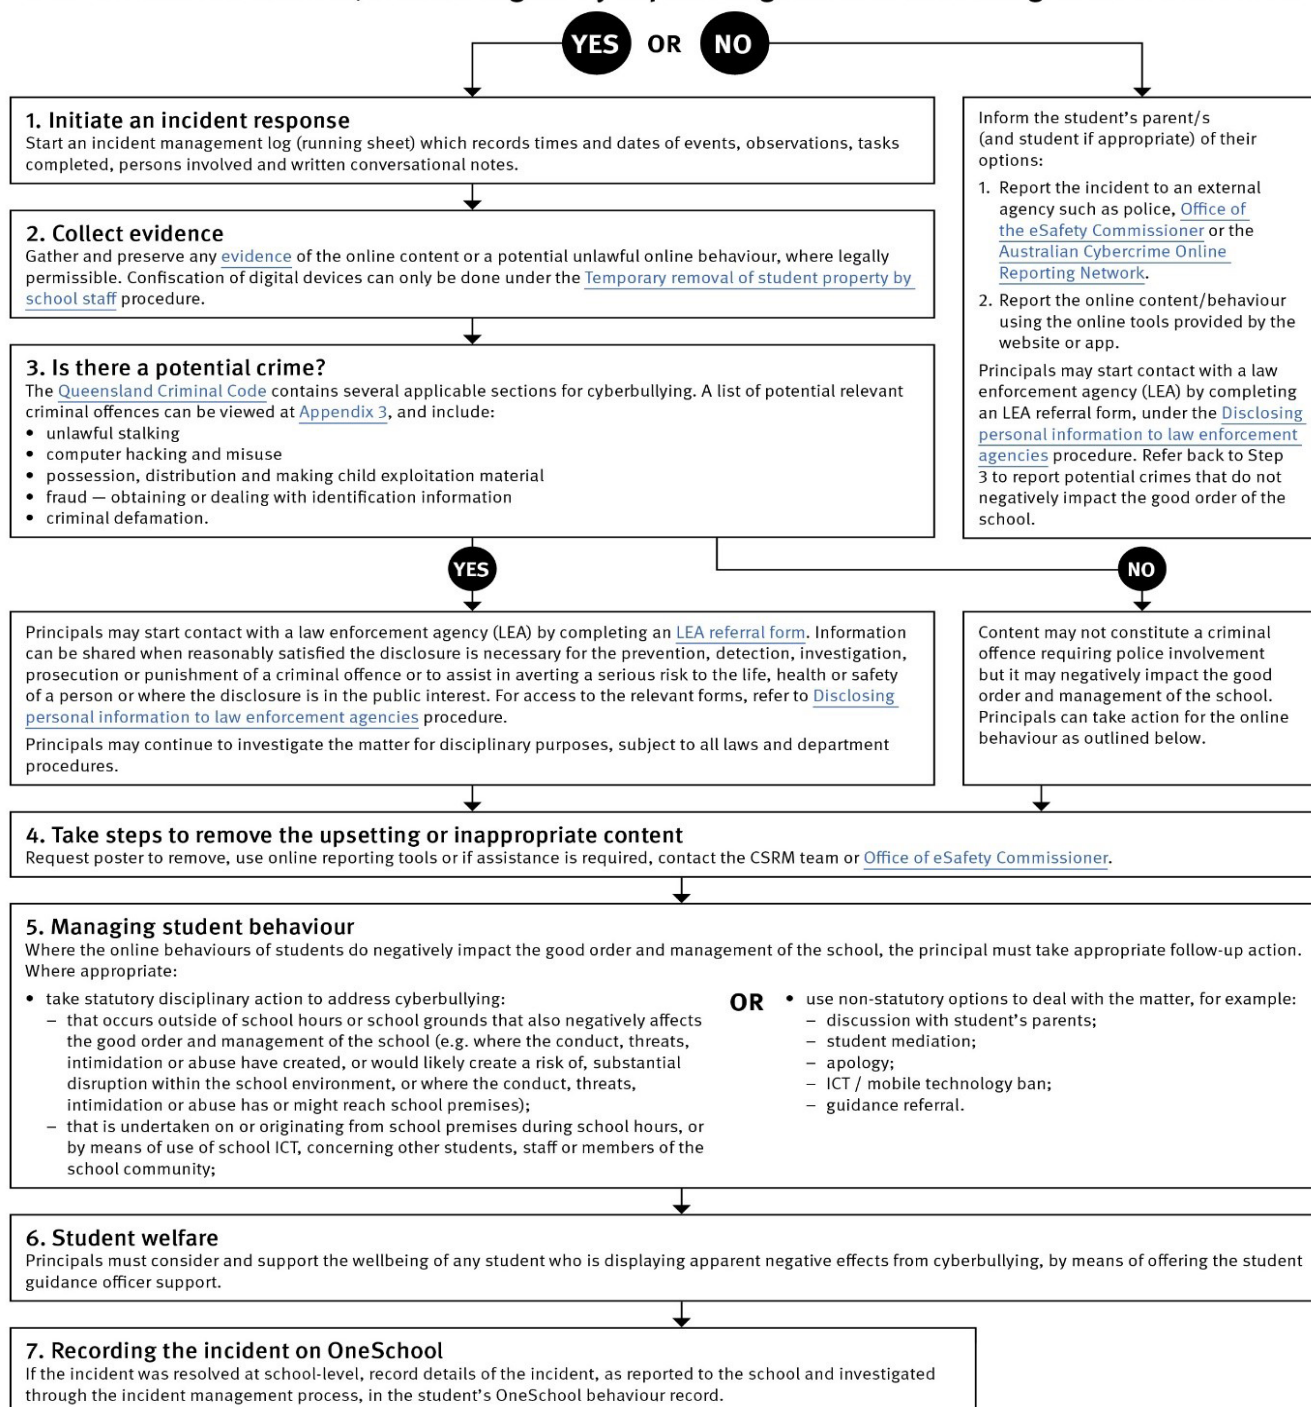 YES OR NO
1. Initiate an incident response
Start an incident management log (running sheet) which records times and dates of events, observations, tasks
completed, persons involved and written conversational notes.
2. Collect evidence
Gather and preserve any evidence of the online content or a potential unlawful online behaviour, where legally
permissible. Confiscation of digital devices can only be done under the Temporary removal of student property by
school staff procedure.
3. Is there a potential crime?
The Queensland Criminal Code contains several applicable sections for cyberbullying. A list of potential relevant
criminal offences can be viewed at Appendix 3, and include:
• unlawful stalking
• computer hacking and misuse
• possession, distribution and making child exploitation material
• fraud — obtaining or dealing with identification information
• criminal defamation.
Inform the student's parent/s
(and student if appropriate) of their
options:
1. Report the incident to an external
agency such as police, Office of
the eSafety Commissioner or the
Australian Cybercrime Online
Reporting Network.
2. Report the online content/behaviour
using the online tools provided by the
website or app.
Principals may start contact with a law
enforcement agency (LEA) by completing
an LEA referral form, under the Disclosing
personal information to law enforcement
agencies procedure. Refer back to Step
3 to report potential crimes that do not
negatively impact the good order of the
school.
YES
NO
Principals may start contact with a law enforcement agency (LEA) by completing an LEA referral form. Information
can be shared when reasonably satisfied the disclosure is necessary for the prevention, detection, investigation,
prosecution or punishment of a criminal offence or to assist in averting a serious risk to the life, health or safety
of a person or where the disclosure is in the public interest. For access to the relevant forms, refer to Disclosing
personal information to law enforcement agencies procedure.
Principals may continue to investigate the matter for disciplinary purposes, subject to all laws and department
procedures.
Content may not constitute a criminal
offence requiring police involvement
but it may negatively impact the good
order and management of the school.
Principals can take action for the online
behaviour as outlined below.
4. Take steps to remove the upsetting or inappropriate content
Request poster to remove, use online reporting tools or if assistance is required, contact the CSRM team or Office of eSafety Commissioner.
5. Managing student behaviour
Where the online behaviours of students do negatively impact the good order and management of the school, the principal must take appropriate follow-up action.
Where appropriate:
• take statutory disciplinary action to address cyberbullying:
– that occurs outside of school hours or school grounds that also negatively affects
the good order and management of the school (e.g. where the conduct, threats,
intimidation or abuse have created, or would likely create a risk of, substantial
disruption within the school environment, or where the conduct, threats,
intimidation or abuse has or might reach school premises);
– that is undertaken on or originating from school premises during school hours, or
by means of use of school ICT, concerning other students, staff or members of the
school community;
OR
• use non-statutory options to deal with the matter, for example:
– discussion with student's parents;
– student mediation;
– apology;
– ICT / mobile technology ban;
– guidance referral.
6. Student welfare
Principals must consider and support the wellbeing of any student who is displaying apparent negative effects from cyberbullying, by means of offering the student
guidance officer support.
7. Recording the incident on OneSchool
If the incident was resolved at school-level, record details of the incident, as reported to the school and investigated
through the incident management process, in the student's OneSchool behaviour record.